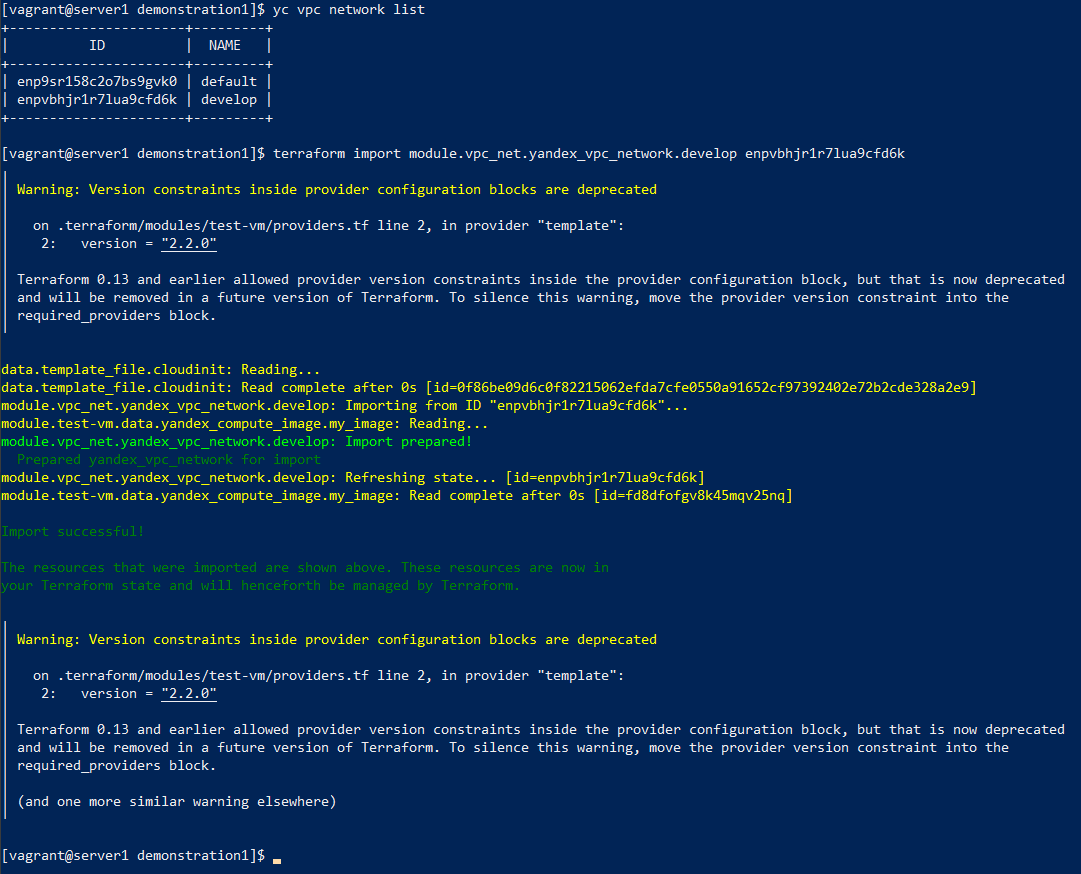 [vagrant@server1 demonstration1]$ yc vpc network list
+----------------------+---------+
|          ID          |  NAME   |
+----------------------+---------+
| enp9sr158c2o7bs9gvk0 | default |
| enpvbhjr1r7lua9cfd6k | develop |
+----------------------+---------+
[vagrant@server1 demonstration1]$ terraform import module.vpc_net.yandex_vpc_network.develop enpvbhjr1r7lua9cfd6k
Warning: Version constraints inside provider configuration blocks are deprecated
on .terraform/modules/test-vm/providers.tf line 2, in provider "template":
2:   version = "2.2.0"
Terraform 0.13 and earlier allowed provider version constraints inside the provider configuration block, but that is now deprecated
and will be removed in a future version of Terraform. To silence this warning, move the provider version constraint into the
required_providers block.
data.template_file.cloudinit: Reading...
data.template_file.cloudinit: Read complete after 0s [id=0f86be09d6c0f82215062efda7cfe0550a91652cf97392402e72b2cde328a2e9]
module.vpc_net.yandex_vpc_network.develop: Importing from ID "enpvbhjr1r7lua9cfd6k"...
module.test-vm.data.yandex_compute_image.my_image: Reading...
module.vpc_net.yandex_vpc_network.develop: Import prepared!
Prepared yandex_vpc_network for import
module.vpc_net.yandex_vpc_network.develop: Refreshing state... [id=enpvbhjr1r7lua9cfd6k]
module.test-vm.data.yandex_compute_image.my_image: Read complete after 0s [id=fd8dfofgv8k45mqv25nq]
Import successful!
The resources that were imported are shown above. These resources are now in
your Terraform state and will henceforth be managed by Terraform.
Warning: Version constraints inside provider configuration blocks are deprecated
on .terraform/modules/test-vm/providers.tf line 2, in provider "template":
2:   version = "2.2.0"
Terraform 0.13 and earlier allowed provider version constraints inside the provider configuration block, but that is now deprecated
and will be removed in a future version of Terraform. To silence this warning, move the provider version constraint into the
required_providers block.
(and one more similar warning elsewhere)
[vagrant@server1 demonstration1]$